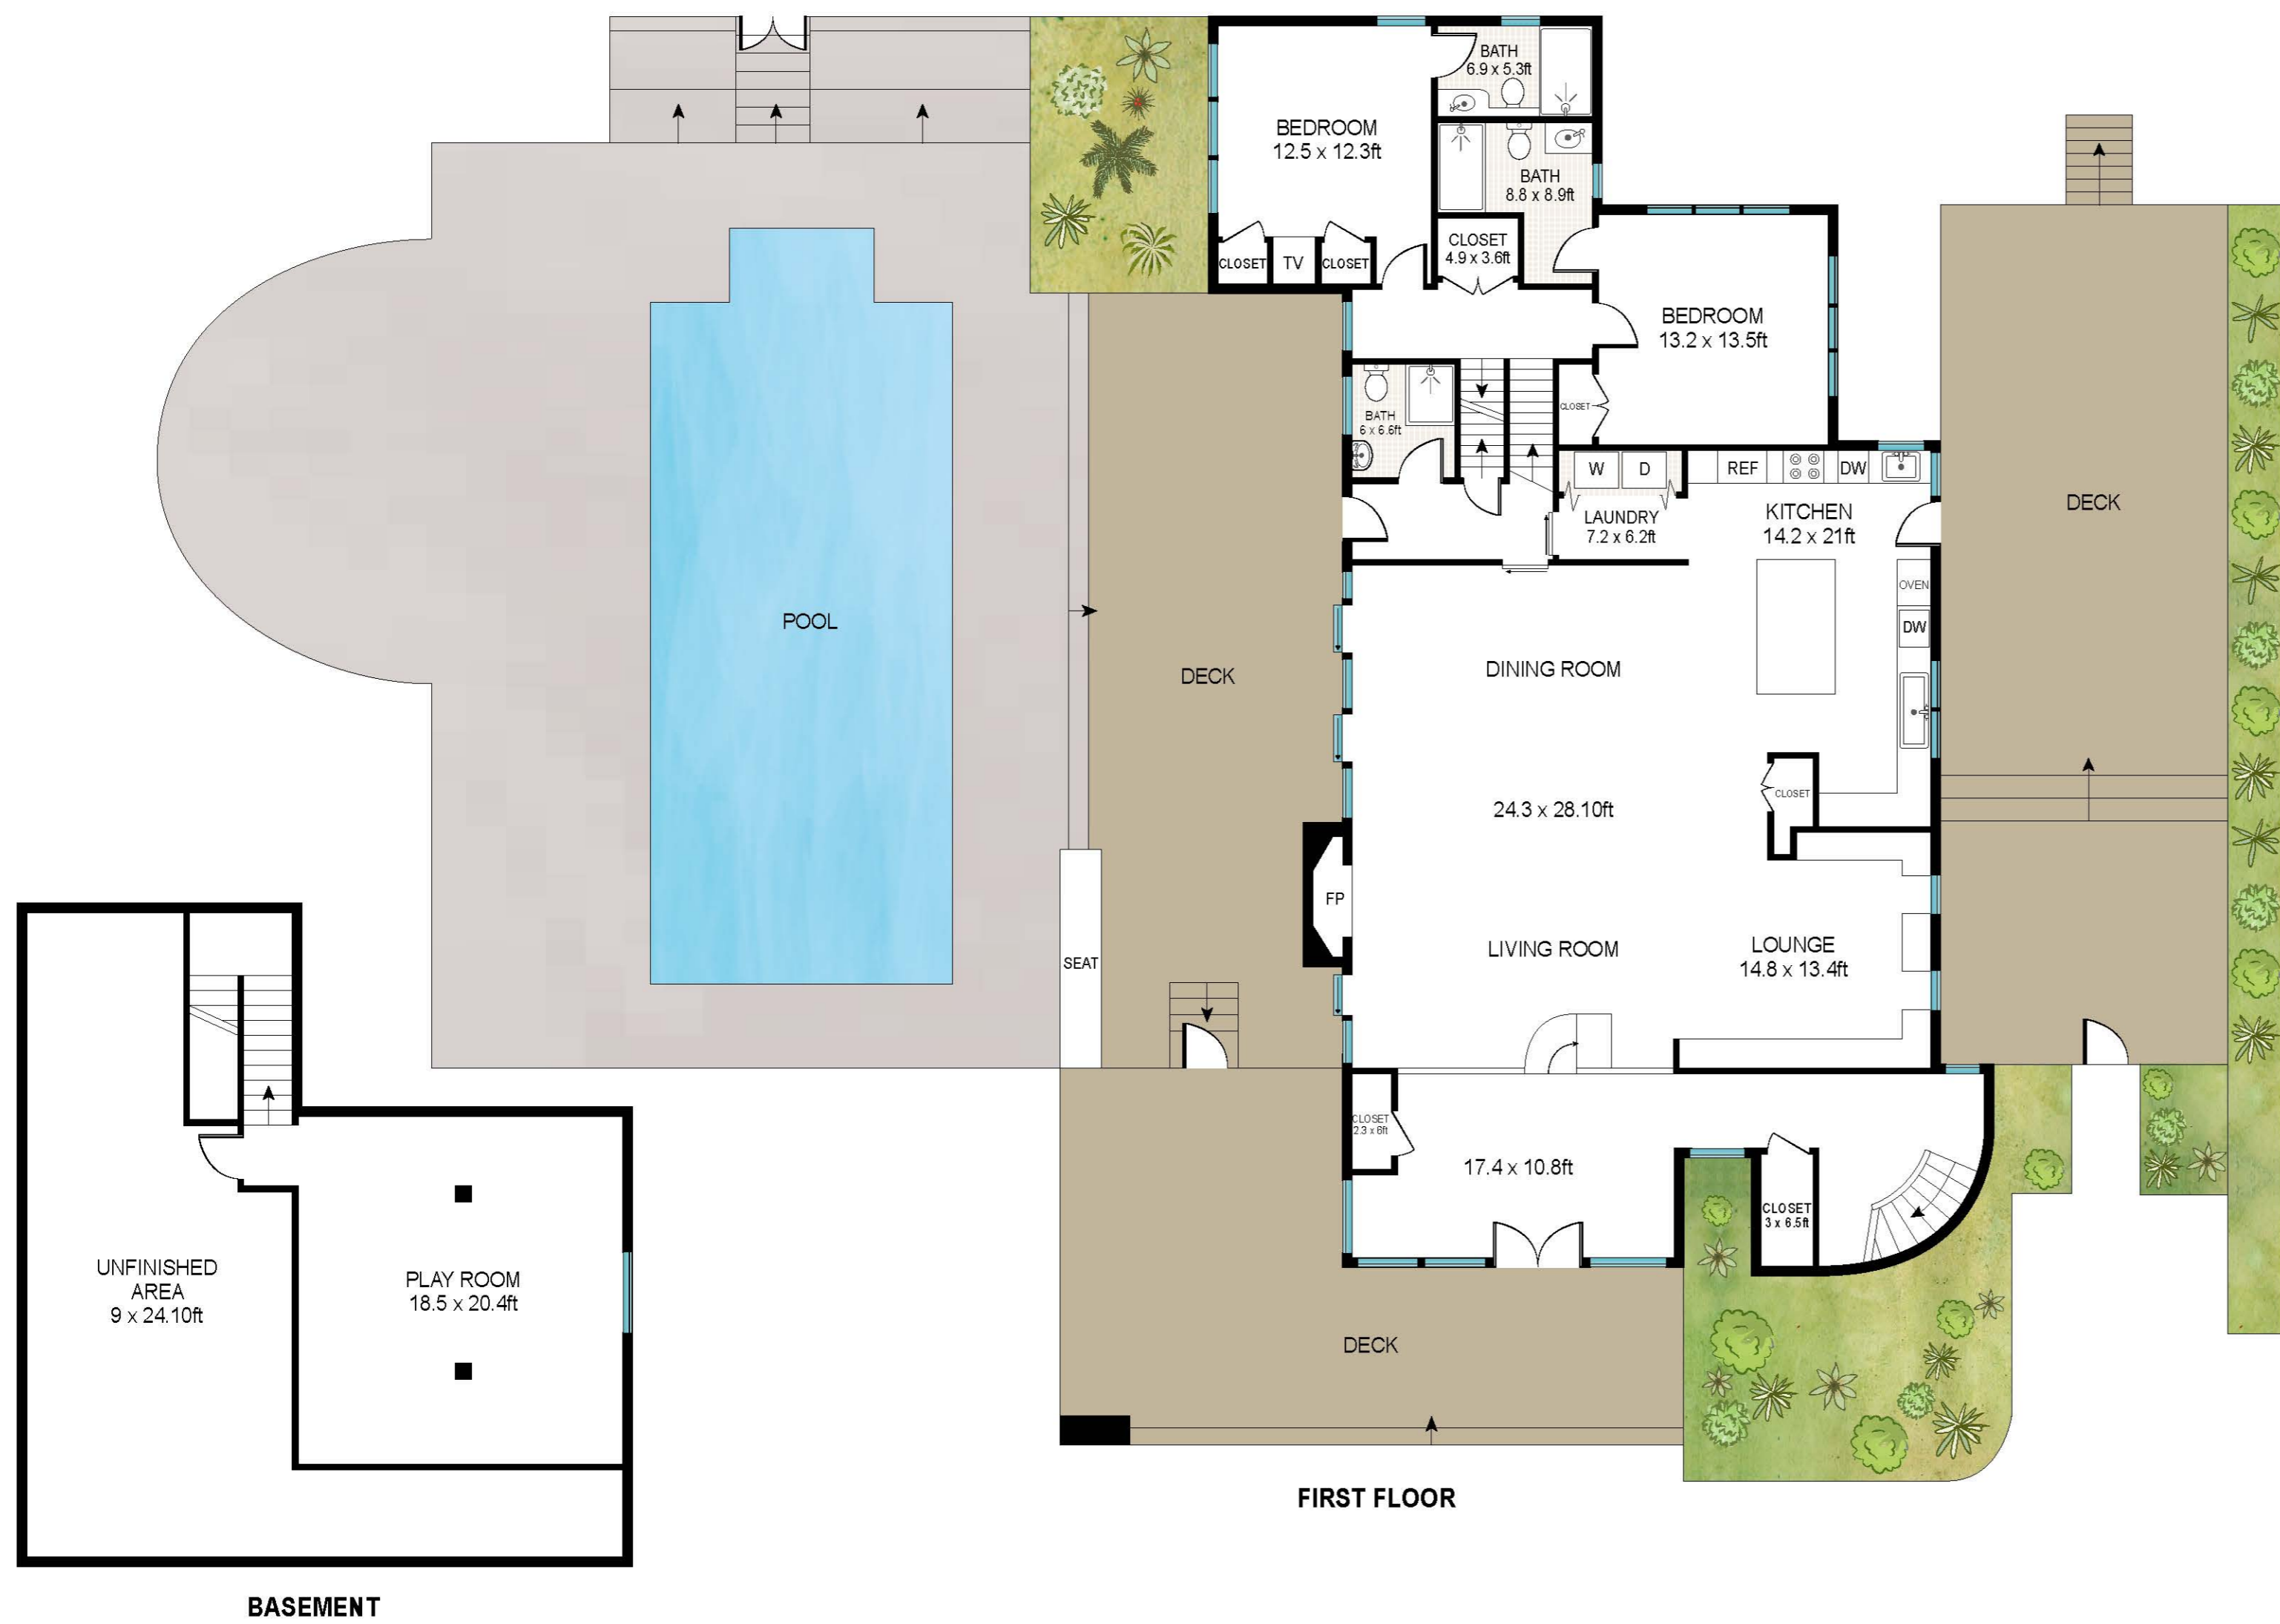 BATH
6.9 x 5.3ft
BEDROOM
12.5 x 12.3ft
BATH
8.8 x 8.9ft
CLOSET
4.9 x 3.6ft
CLOSET
TV
CLOSET
BEDROOM
13.2 x 13.5ft
BATH
6 x 6.6ft
CLOSET
W
D
REF
DW
LAUNDRY
7.2 x 6.2ft
KITCHEN
14.2 x 21ft
DECK
OVEN
DW
POOL
DECK
DINING ROOM
CLOSET
24.3 x 28.10ft
FP
SEAT
LIVING ROOM
LOUNGE
14.8 x 13.4ft
CLOSET
2.3 x 6ft
17.4 x 10.8ft
CLOSET
3 x 6.5ft
UNFINISHED
AREA
9 x 24.10ft
PLAY ROOM
18.5 x 20.4ft
DECK
FIRST FLOOR
BASEMENT